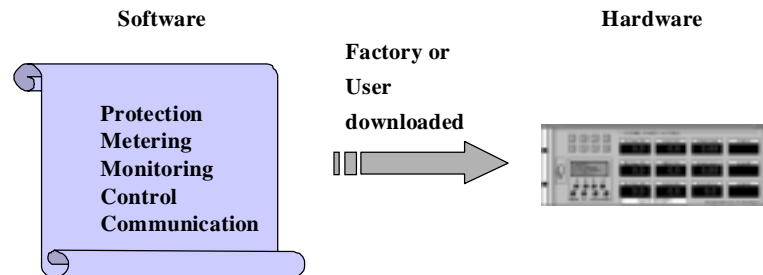 Software
Hardware
Factory or
User
downloaded
Protection
Metering
Monitoring
Control
Communication